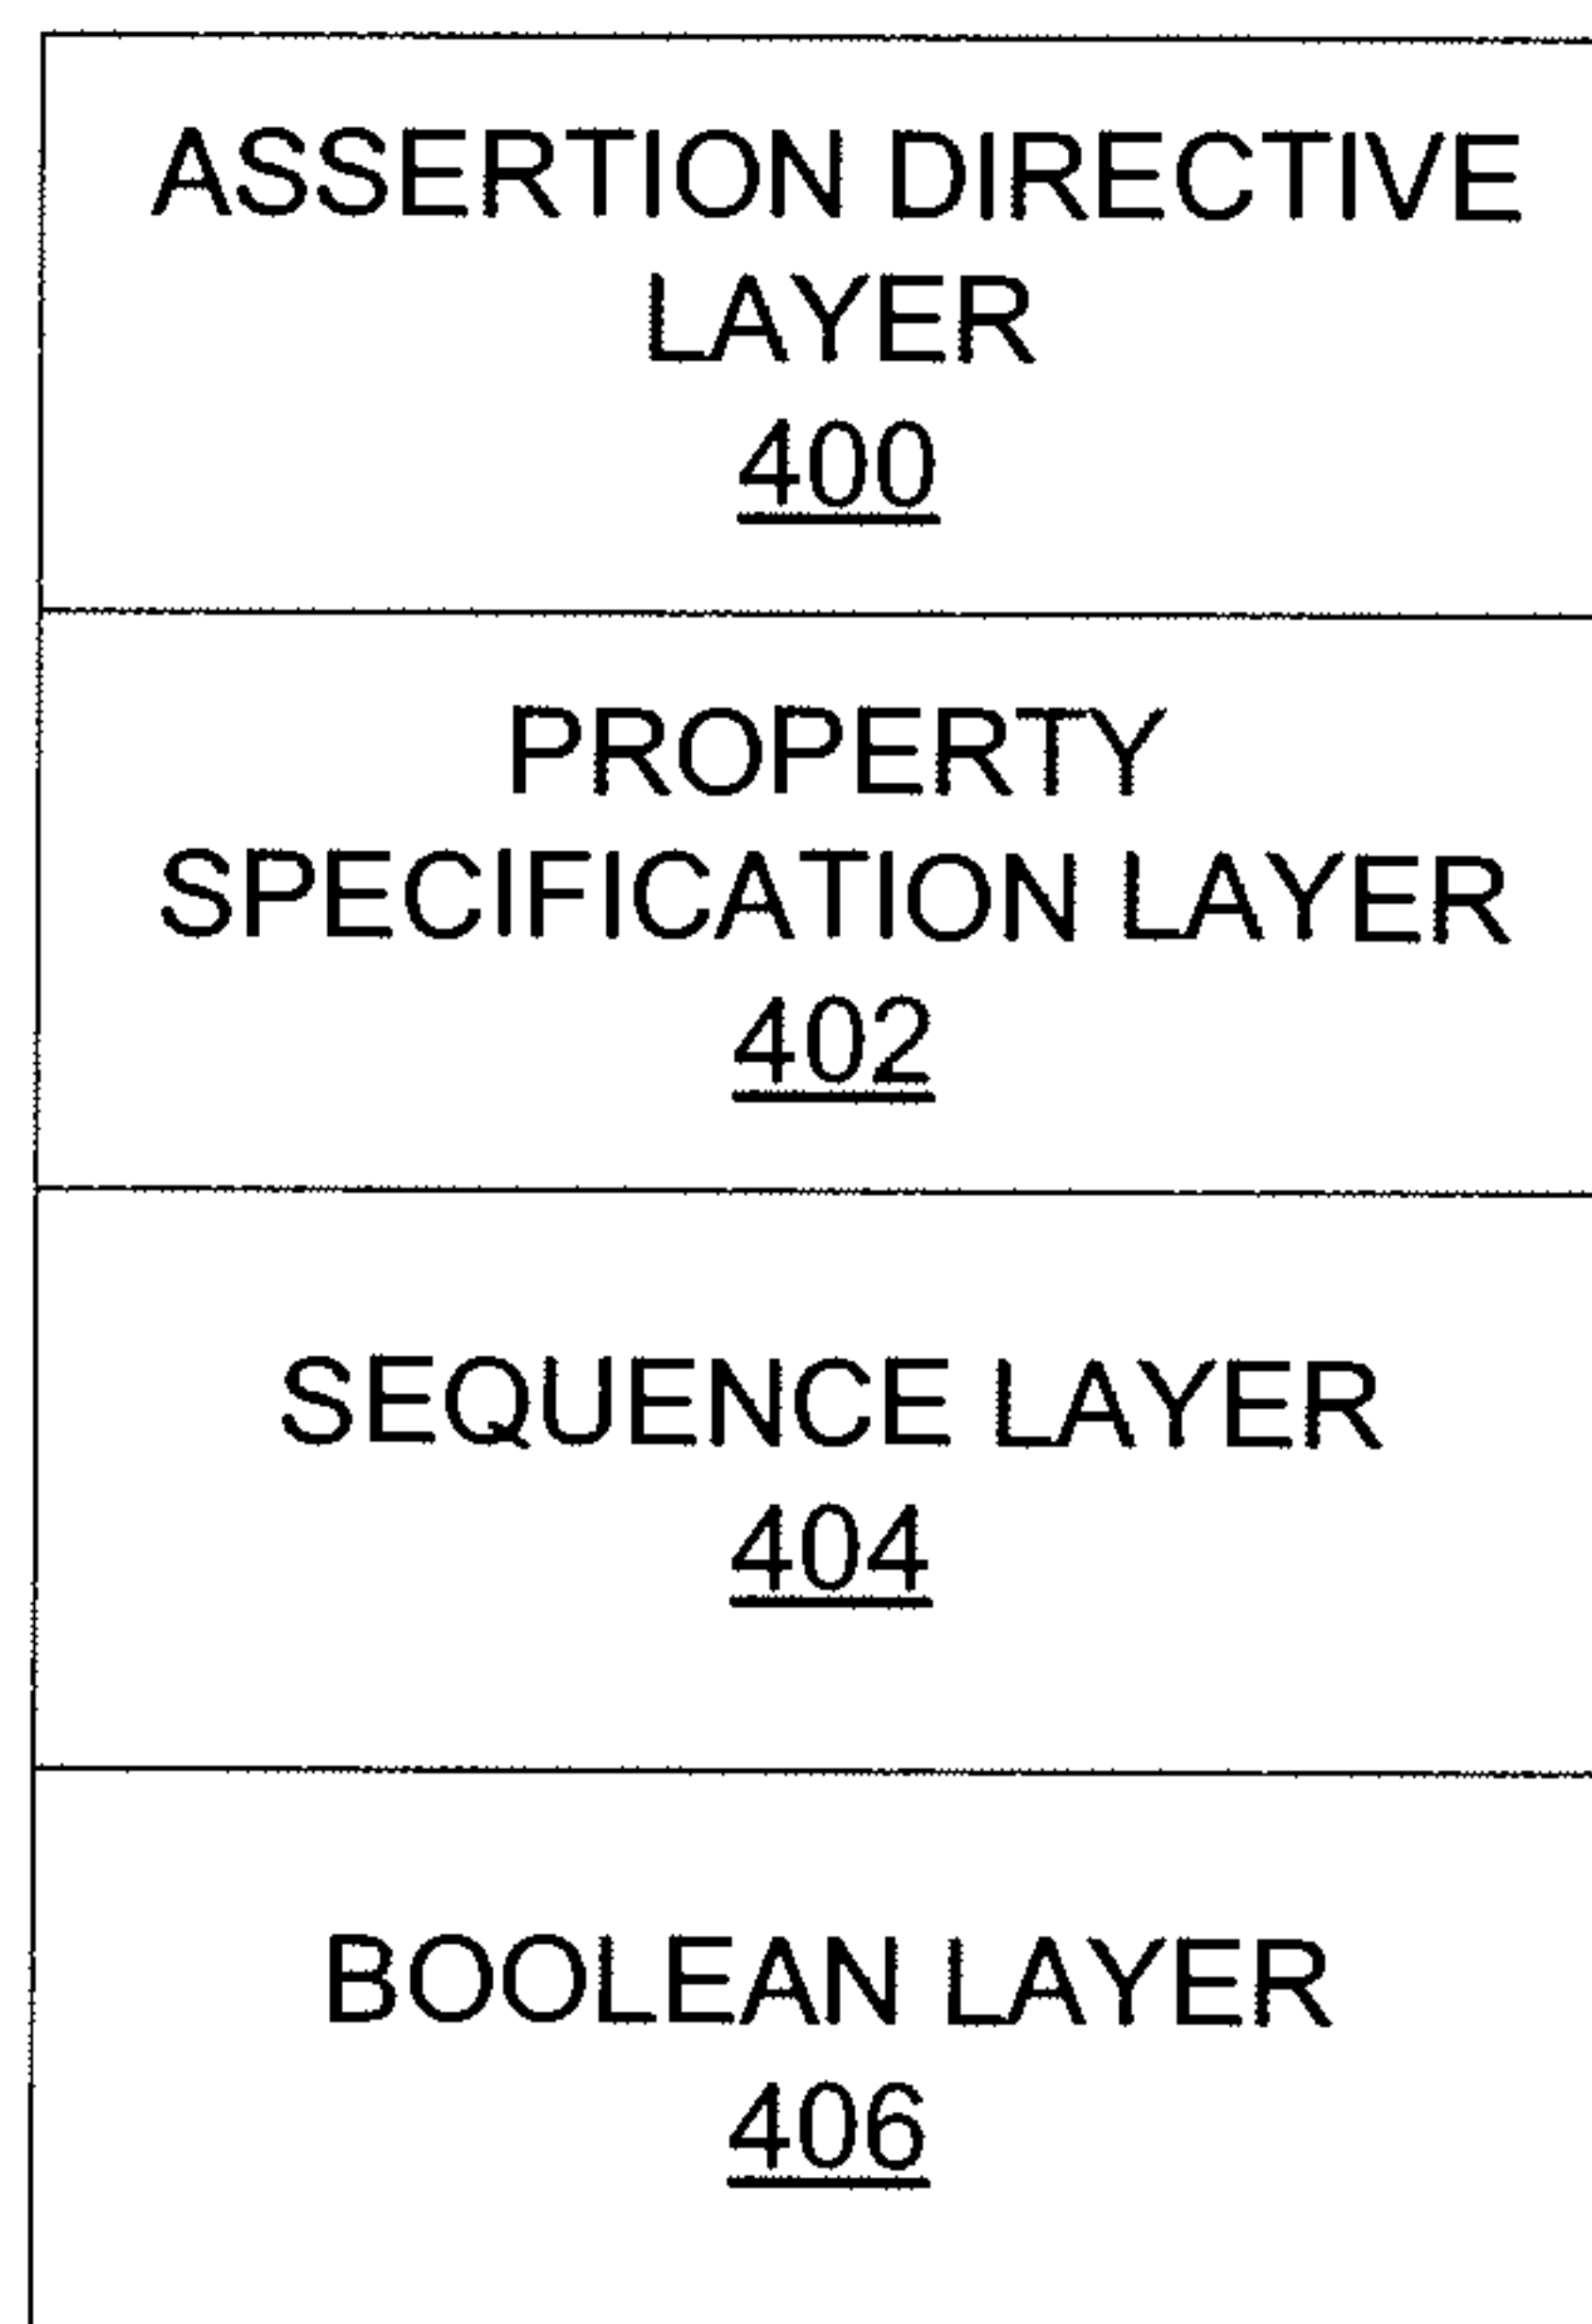 ASSERTION DIRECTIVE
LAYER
400
PROPERTY
SPECIFICATION LAYER
402
SEQUENCE LAYER
404
BOOLEAN LAYER
406